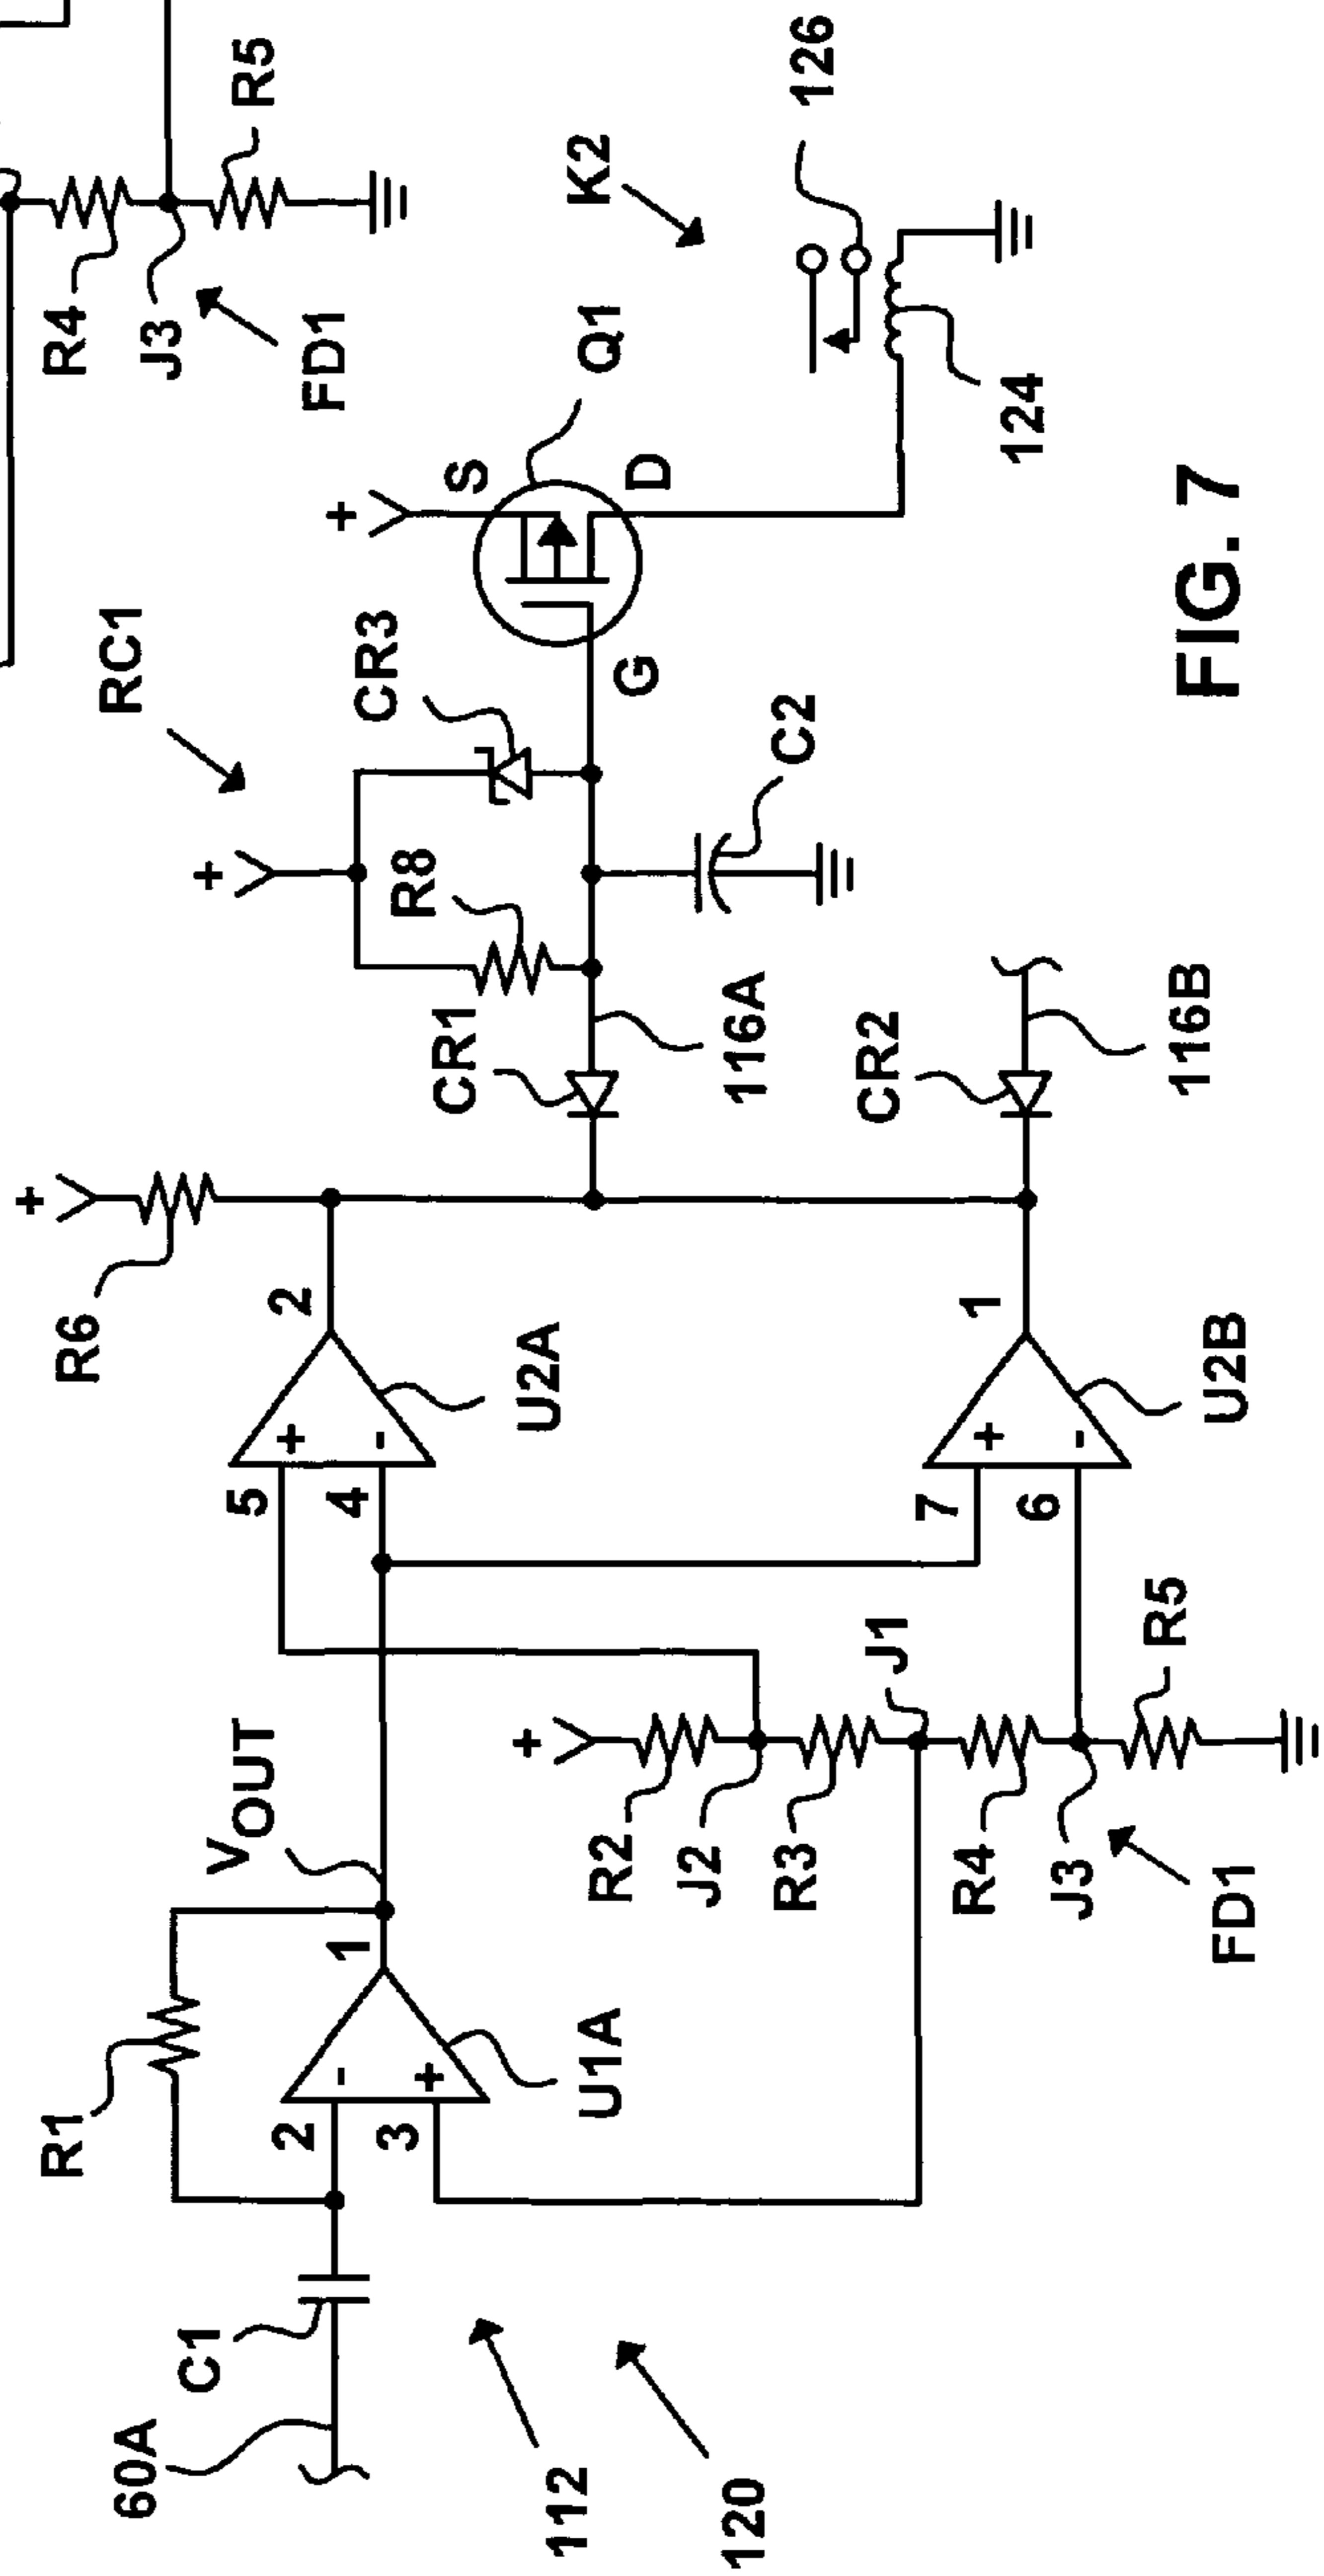 R4
J3
FD1
R5
60A
C1
R1
2
3
-
+
U1A
1
VOUT
112
120
+
R2
J2
R3
J1
R4
J3
R5
FD1
5
4
+
-
U2A
2
7
6
+
-
U2B
1
+
R6
CR1
116A
CR2
116B
+
RC1
R8
CR3
C2
+
S
G
D
Q1
K2
126
124
FIG. 7